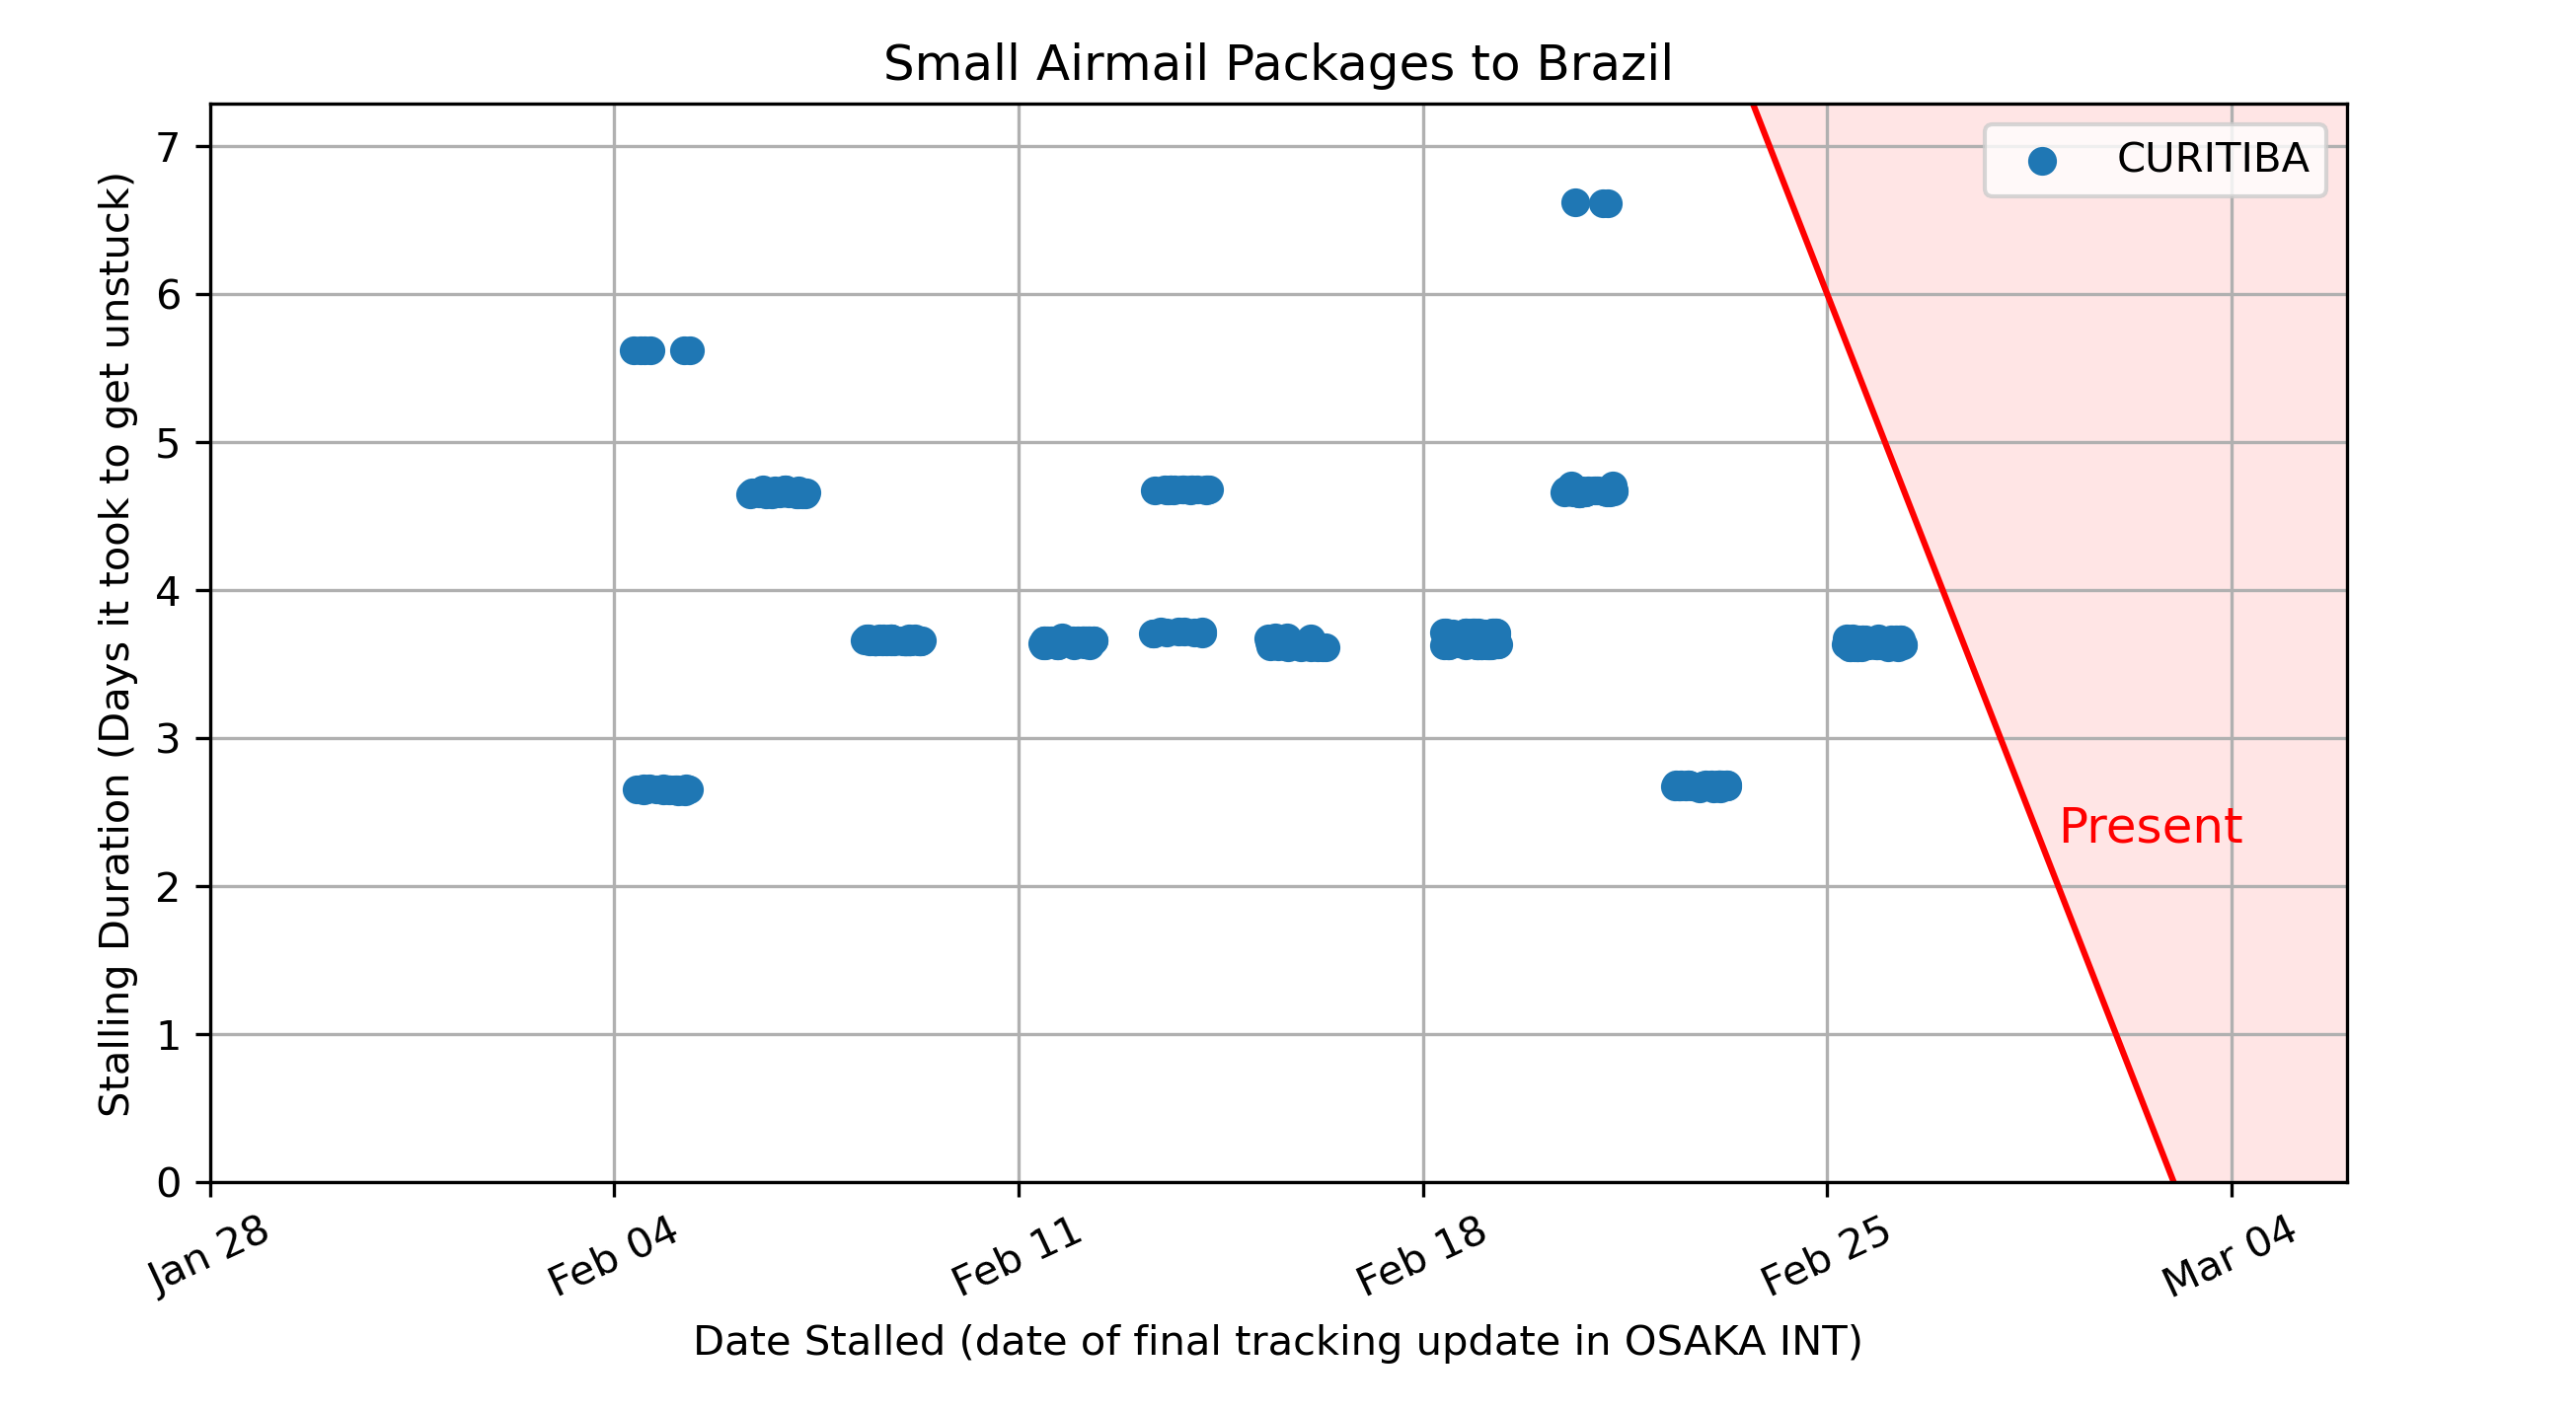 Small Airmail Packages to Brazil
CURITIBA
Stalling Duration (Days it took to get unstuck)
7
6
5
4
3
2
1
0
Present
Jan 28
Feb 04
Feb 11
Feb 18
Feb 25
Mar 04
Date Stalled (date of final tracking update in OSAKA INT)